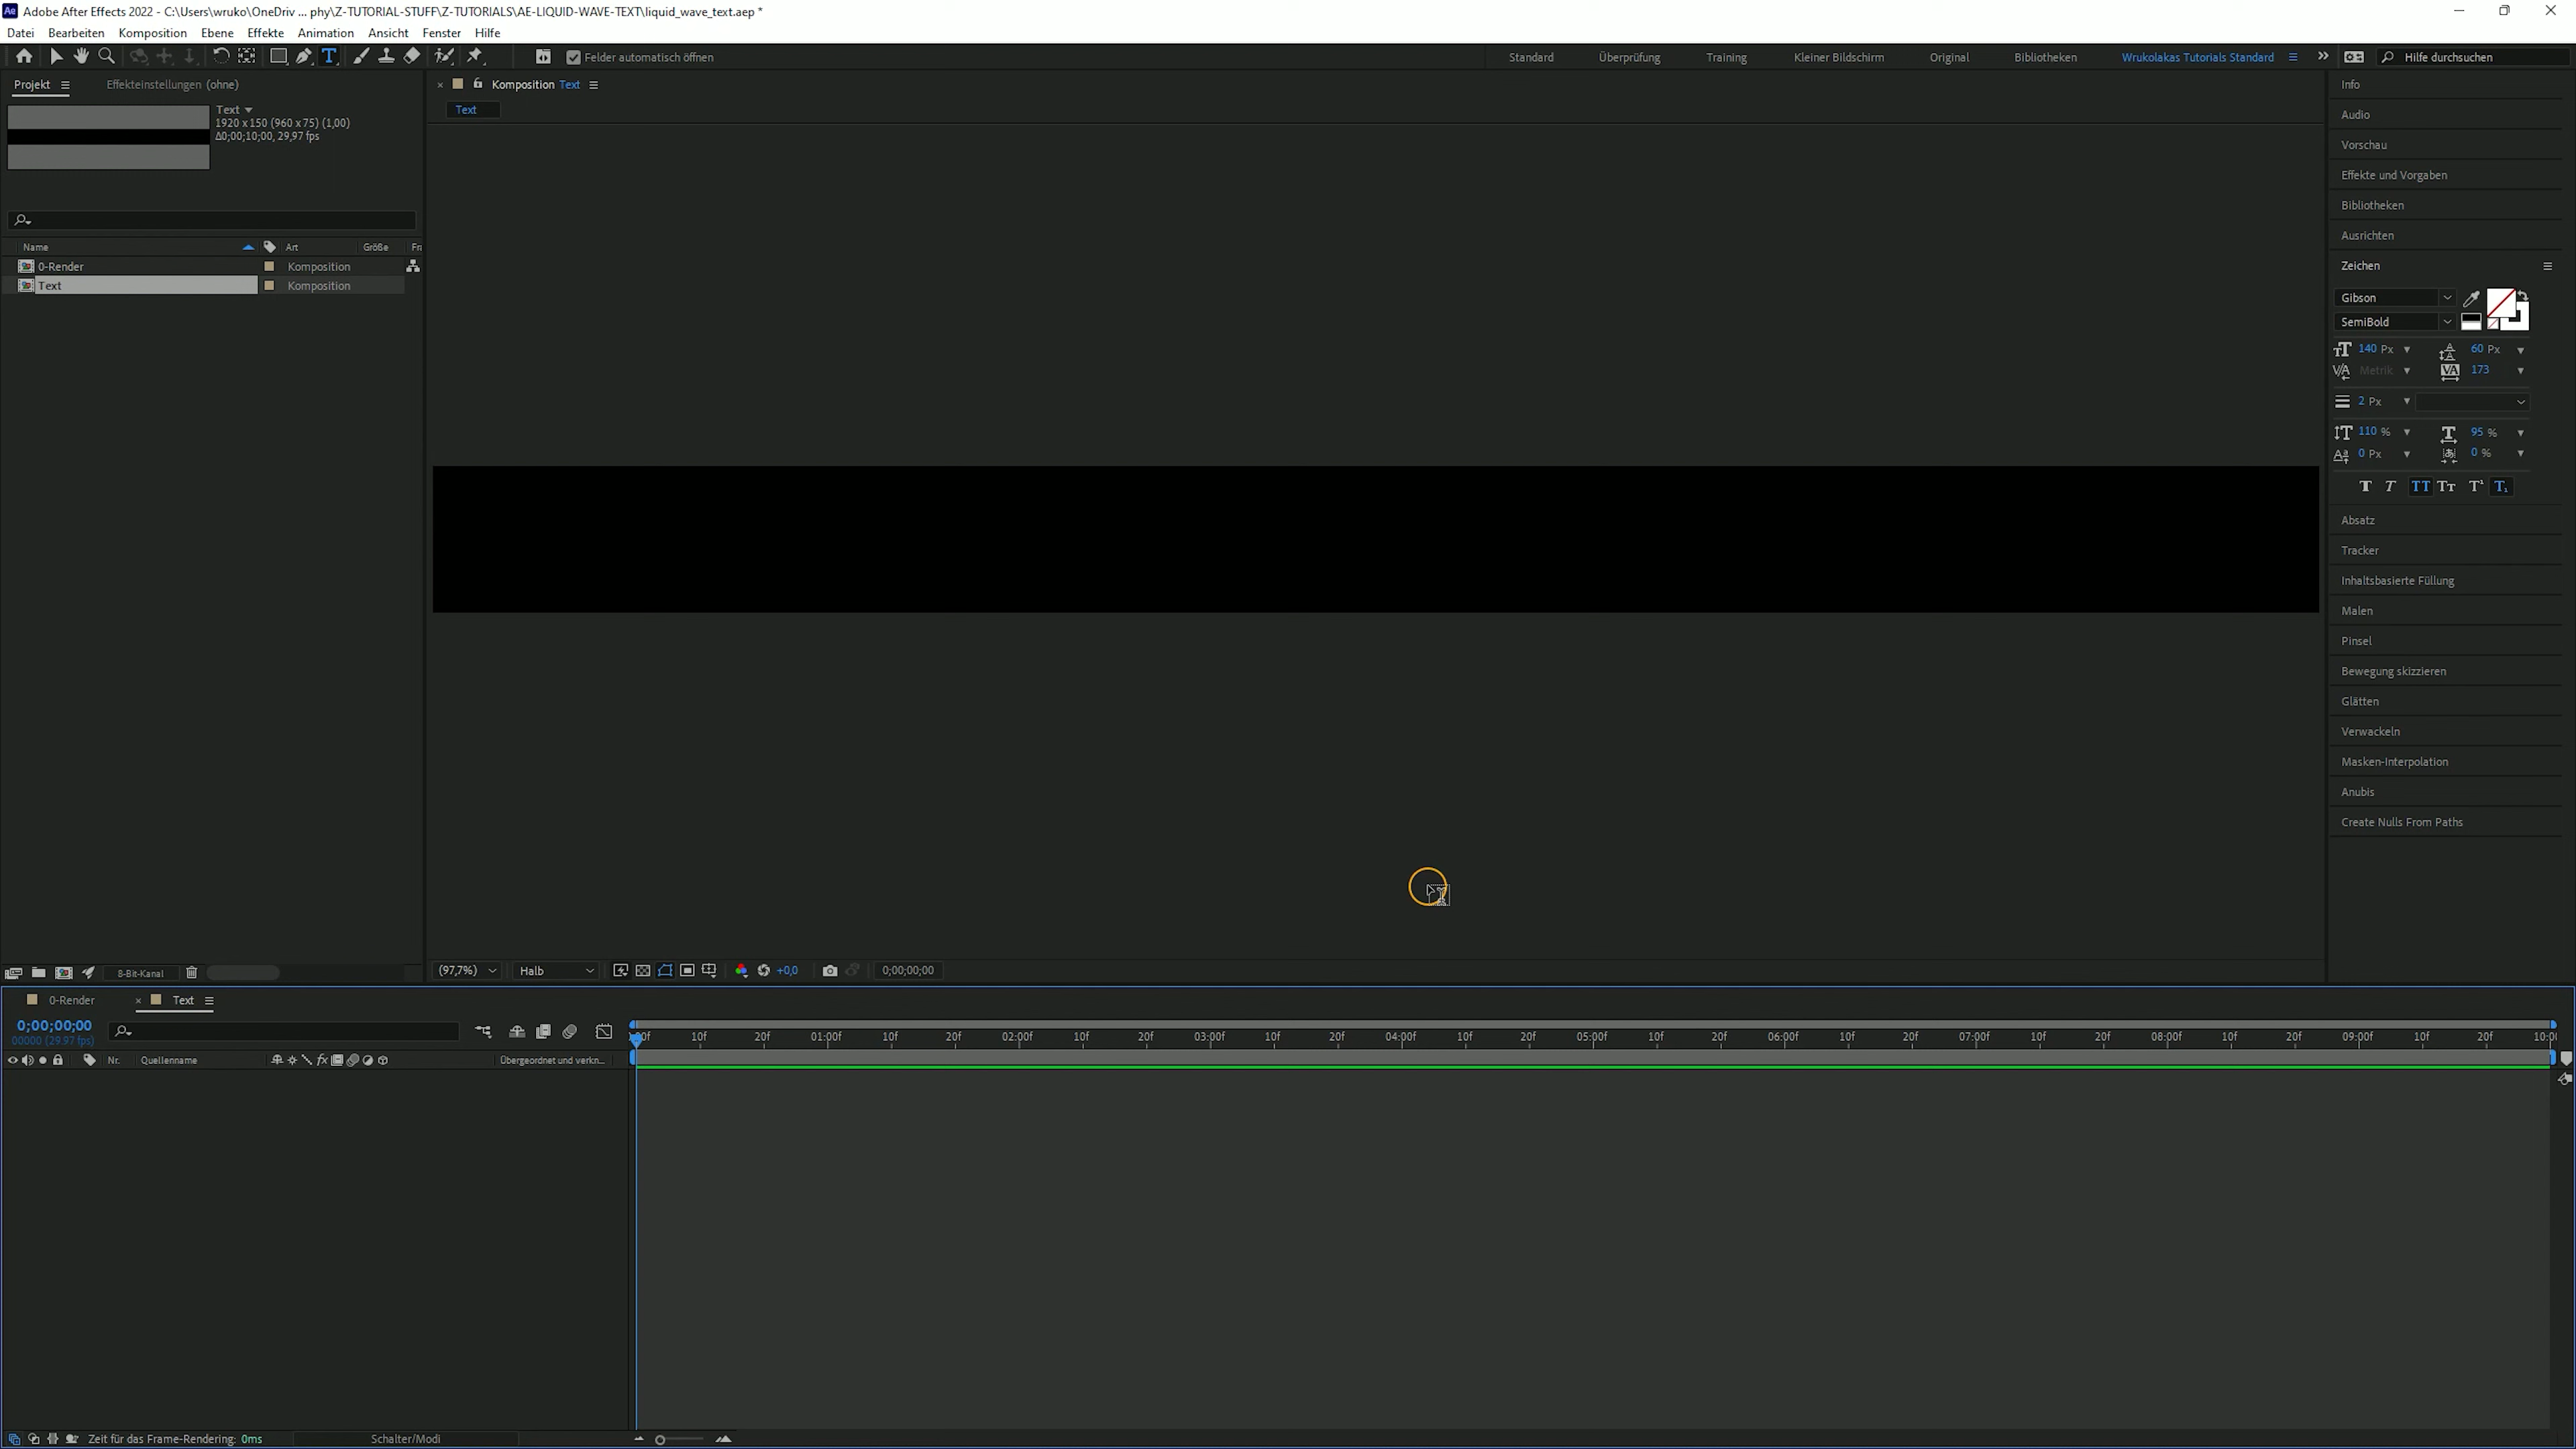 Adobe After Effects 2022 - C:\Users\wruko\OneDriv ... phy\Z-TUTORIAL-STUFF\Z-TUTORIALS\AE-LIQUID-WAVE-TEXT\liquid_wave_text.aep *
Datei Bearbeiten Komposition Ebene Effekte Animation Ansicht Fenster Hilfe
Felder automatisch öffnen Standard Überprüfung Training Kleiner Bildschirm Original Bibliotheken Wrukolakas Tutorials Standard Hilfe durchsuchen
Projekt Effekteinstellungen (ohne)
Text
1920 x 150 (960 x 75) (1,00)
Δ0;00;10;00, 29,97 fps
Name Art Größe Fr
0-Render Komposition
Text Komposition
8-Bit-Kanal
Komposition Text
Text
(97,7%) Halb +0,0 0;00;00;00
Info
Audio
Vorschau
Effekte und Vorgaben
Bibliotheken
Ausrichten
Zeichen
Gibson
SemiBold
140 Px 60 Px
Metrik 173
2 Px
110 % 95 %
0 Px 0 %
Absatz
Tracker
Inhaltsbasierte Füllung
Malen
Pinsel
Bewegung skizzieren
Glätten
Verwackeln
Masken-Interpolation
Anubis
Create Nulls From Paths
0-Render Text
0;00;00;00
00000 (29.97 fps)
:00f 10f 20f 01:00f 10f 20f 02:00f 10f 20f 03:00f 10f 20f 04:00f 10f 20f 05:00f 10f 20f 06:00f 10f 20f 07:00f 10f 20f 08:00f 10f 20f 09:00f 10f 20f 10:0
Nr. Quellenname Übergeordnet und verkn...
Zeit für das Frame-Rendering: 0ms Schalter/Modi